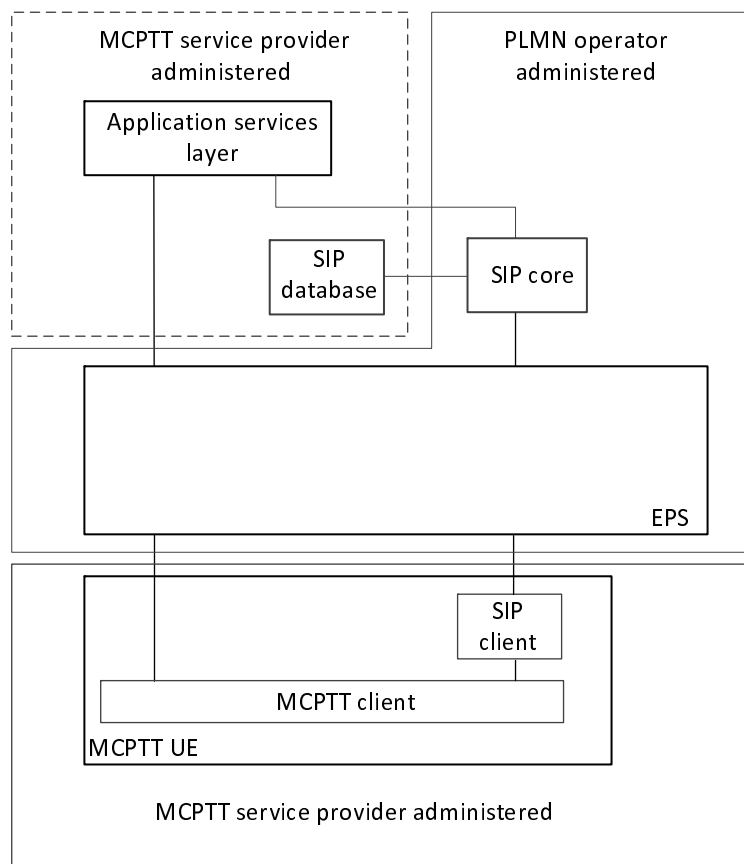 MCPTT service provider
administered
PLMN operator
administered
Application services
layer
SIP
database
SIP core
EPS
SIP
client
MCPTT client
MCPTT UE
MCPTT service provider administered